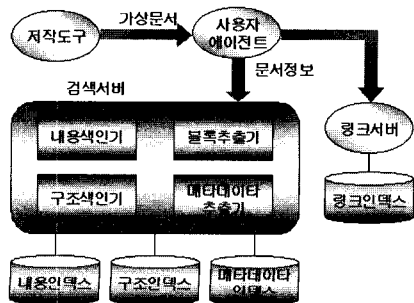 저작도구
가상문서
사용자
에이전트
문서정보
검색서버
내용색인기
블록추출기
구조색인기
메타데이타
추출기
링크서버
링크인덱스
내용인덱스
구조인덱스
메타데이타
인덱스